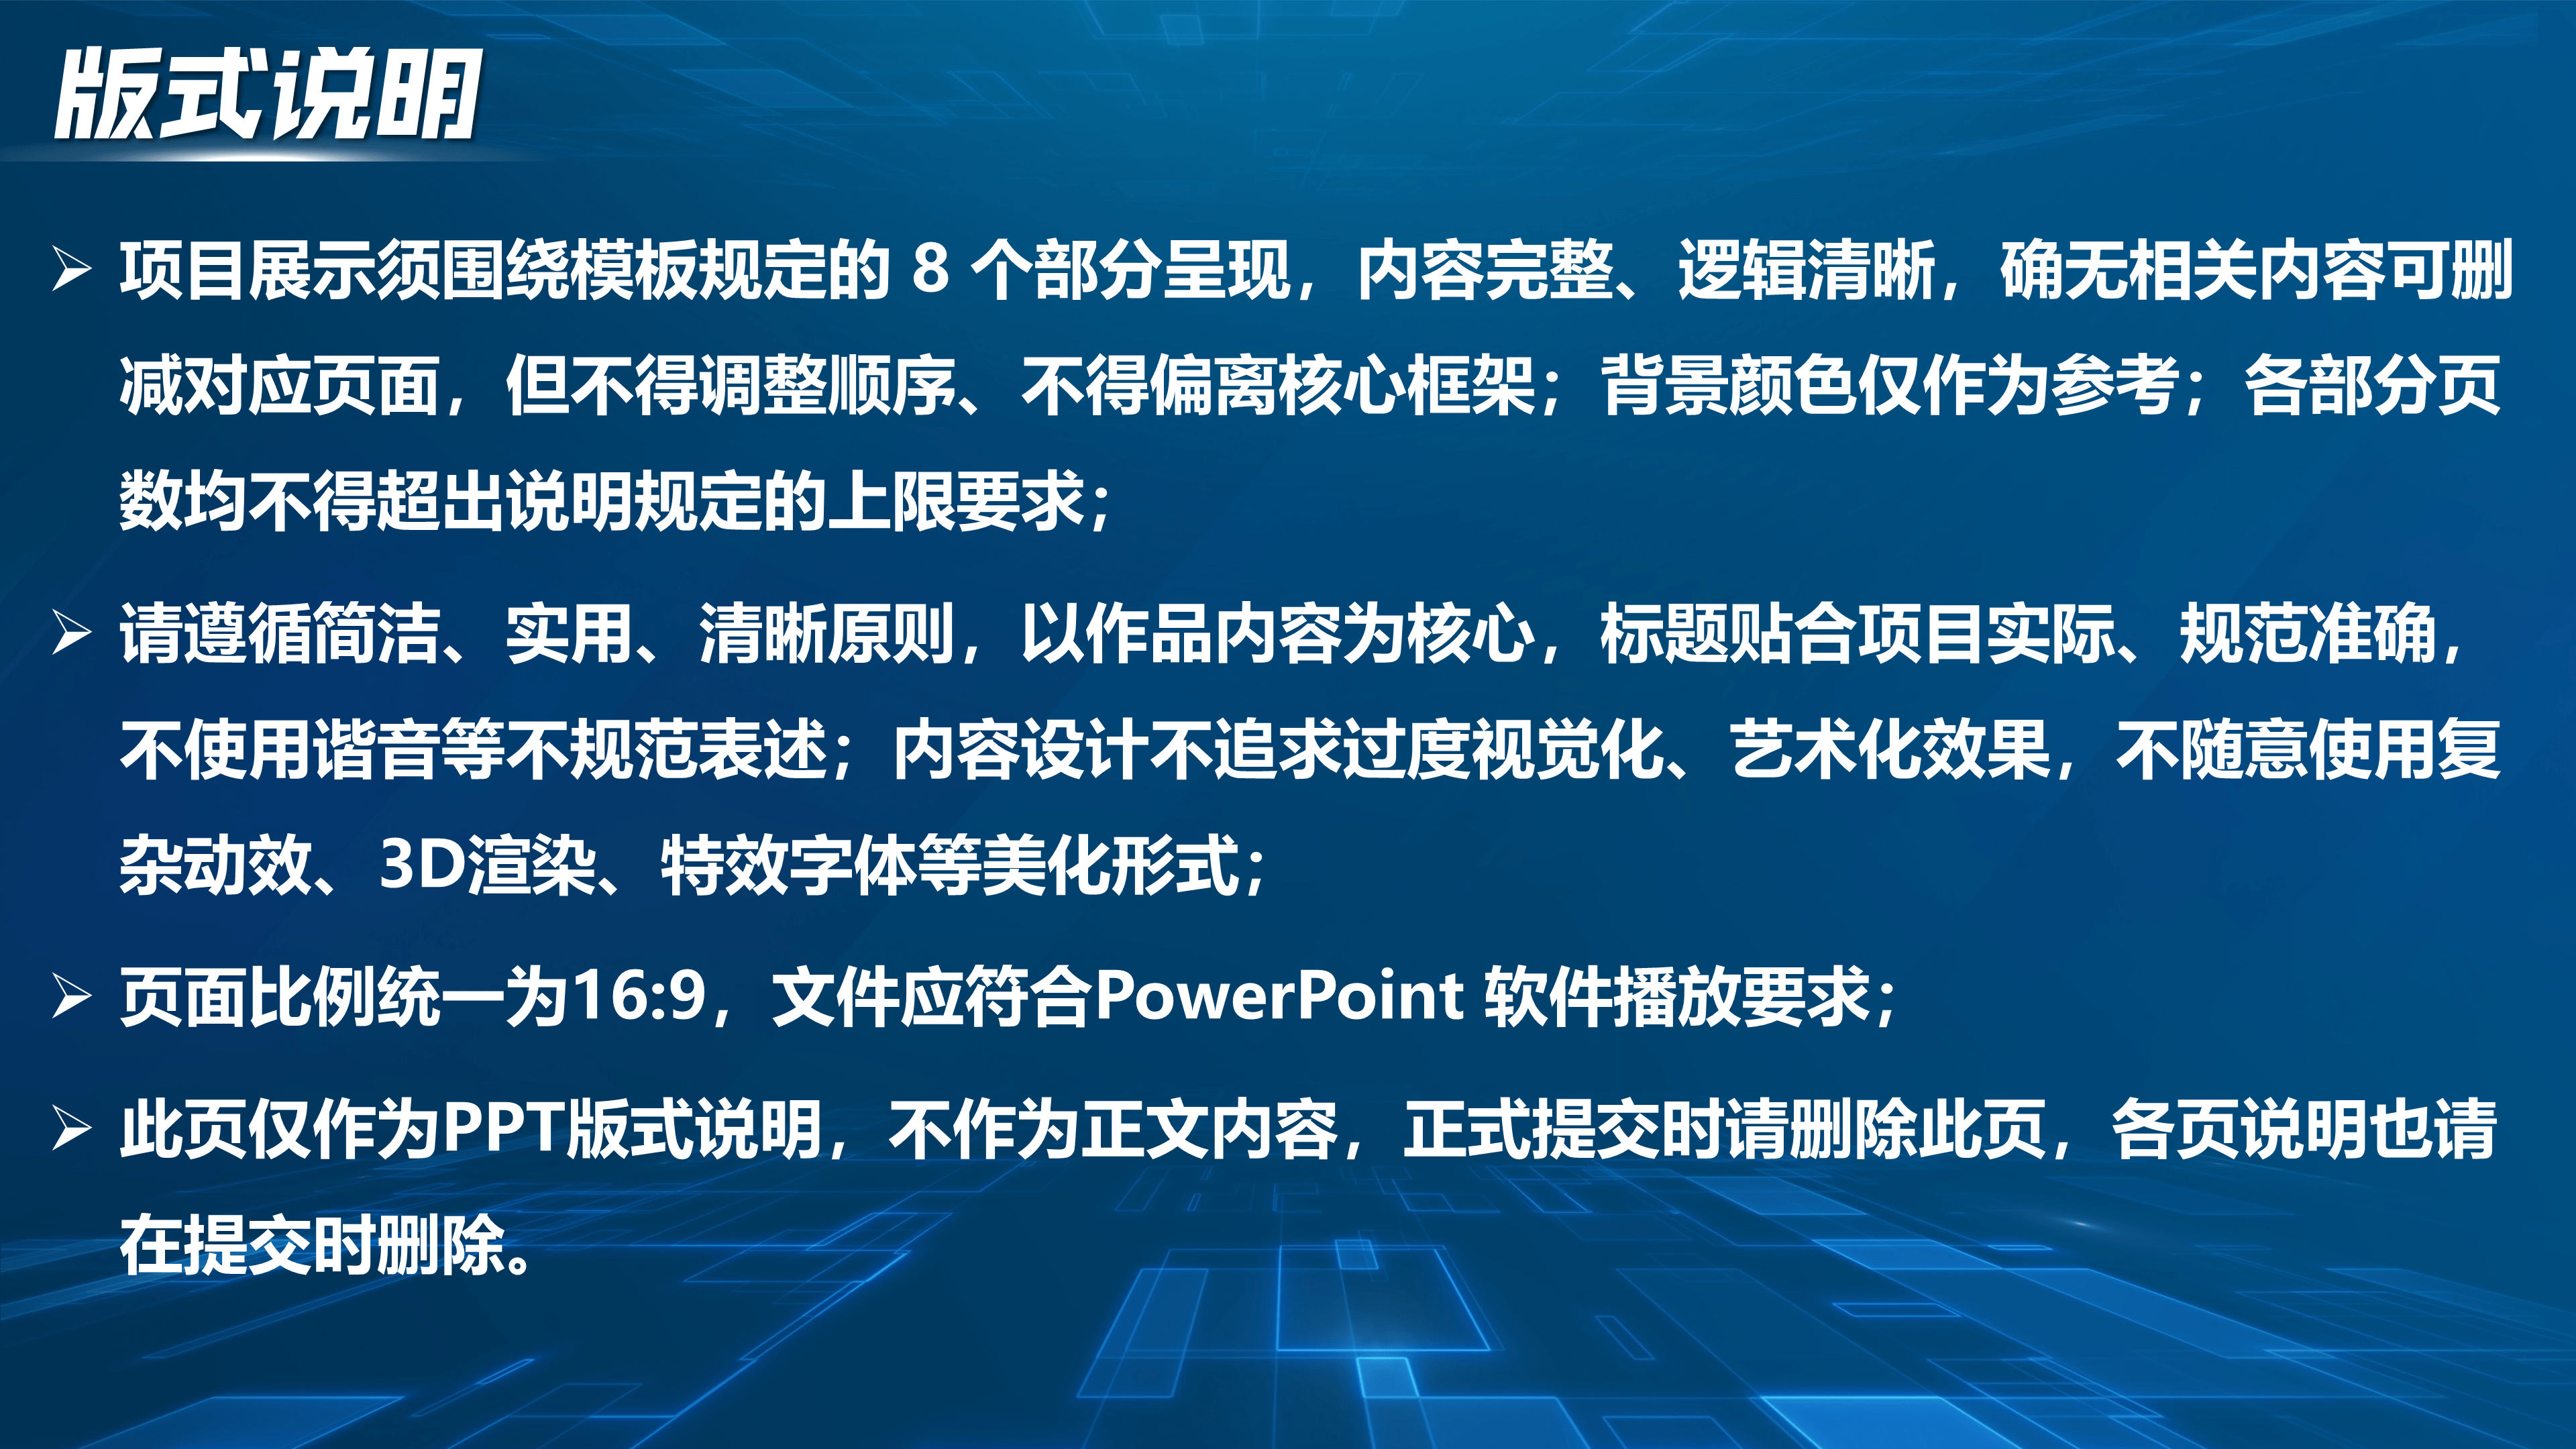 版式说明
➢ 项目展示须围绕模板规定的 8 个部分呈现，内容完整、逻辑清晰，确无相关内容可删
减对应页面，但不得调整顺序、不得偏离核心框架；背景颜色仅作为参考；各部分页
数均不得超出说明规定的上限要求；
➢ 请遵循简洁、实用、清晰原则，以作品内容为核心，标题贴合项目实际、规范准确，
不使用谐音等不规范表述；内容设计不追求过度视觉化、艺术化效果，不随意使用复
杂动效、3D渲染、特效字体等美化形式；
➢ 页面比例统一为16:9，文件应符合PowerPoint 软件播放要求；
➢ 此页仅作为PPT版式说明，不作为正文内容，正式提交时请删除此页，各页说明也请
在提交时删除。